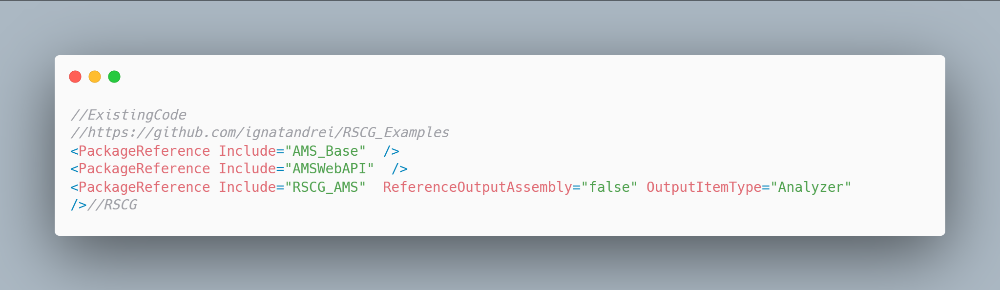 //ExistingCode
//https://github.com/ignatandrei/RSCG_Examples
<PackageReference Include="AMS_Base"  />
<PackageReference Include="AMSWebAPI"  />
<PackageReference Include="RSCG_AMS"  ReferenceOutputAssembly="false" OutputItemType="Analyzer"
/>//RSCG